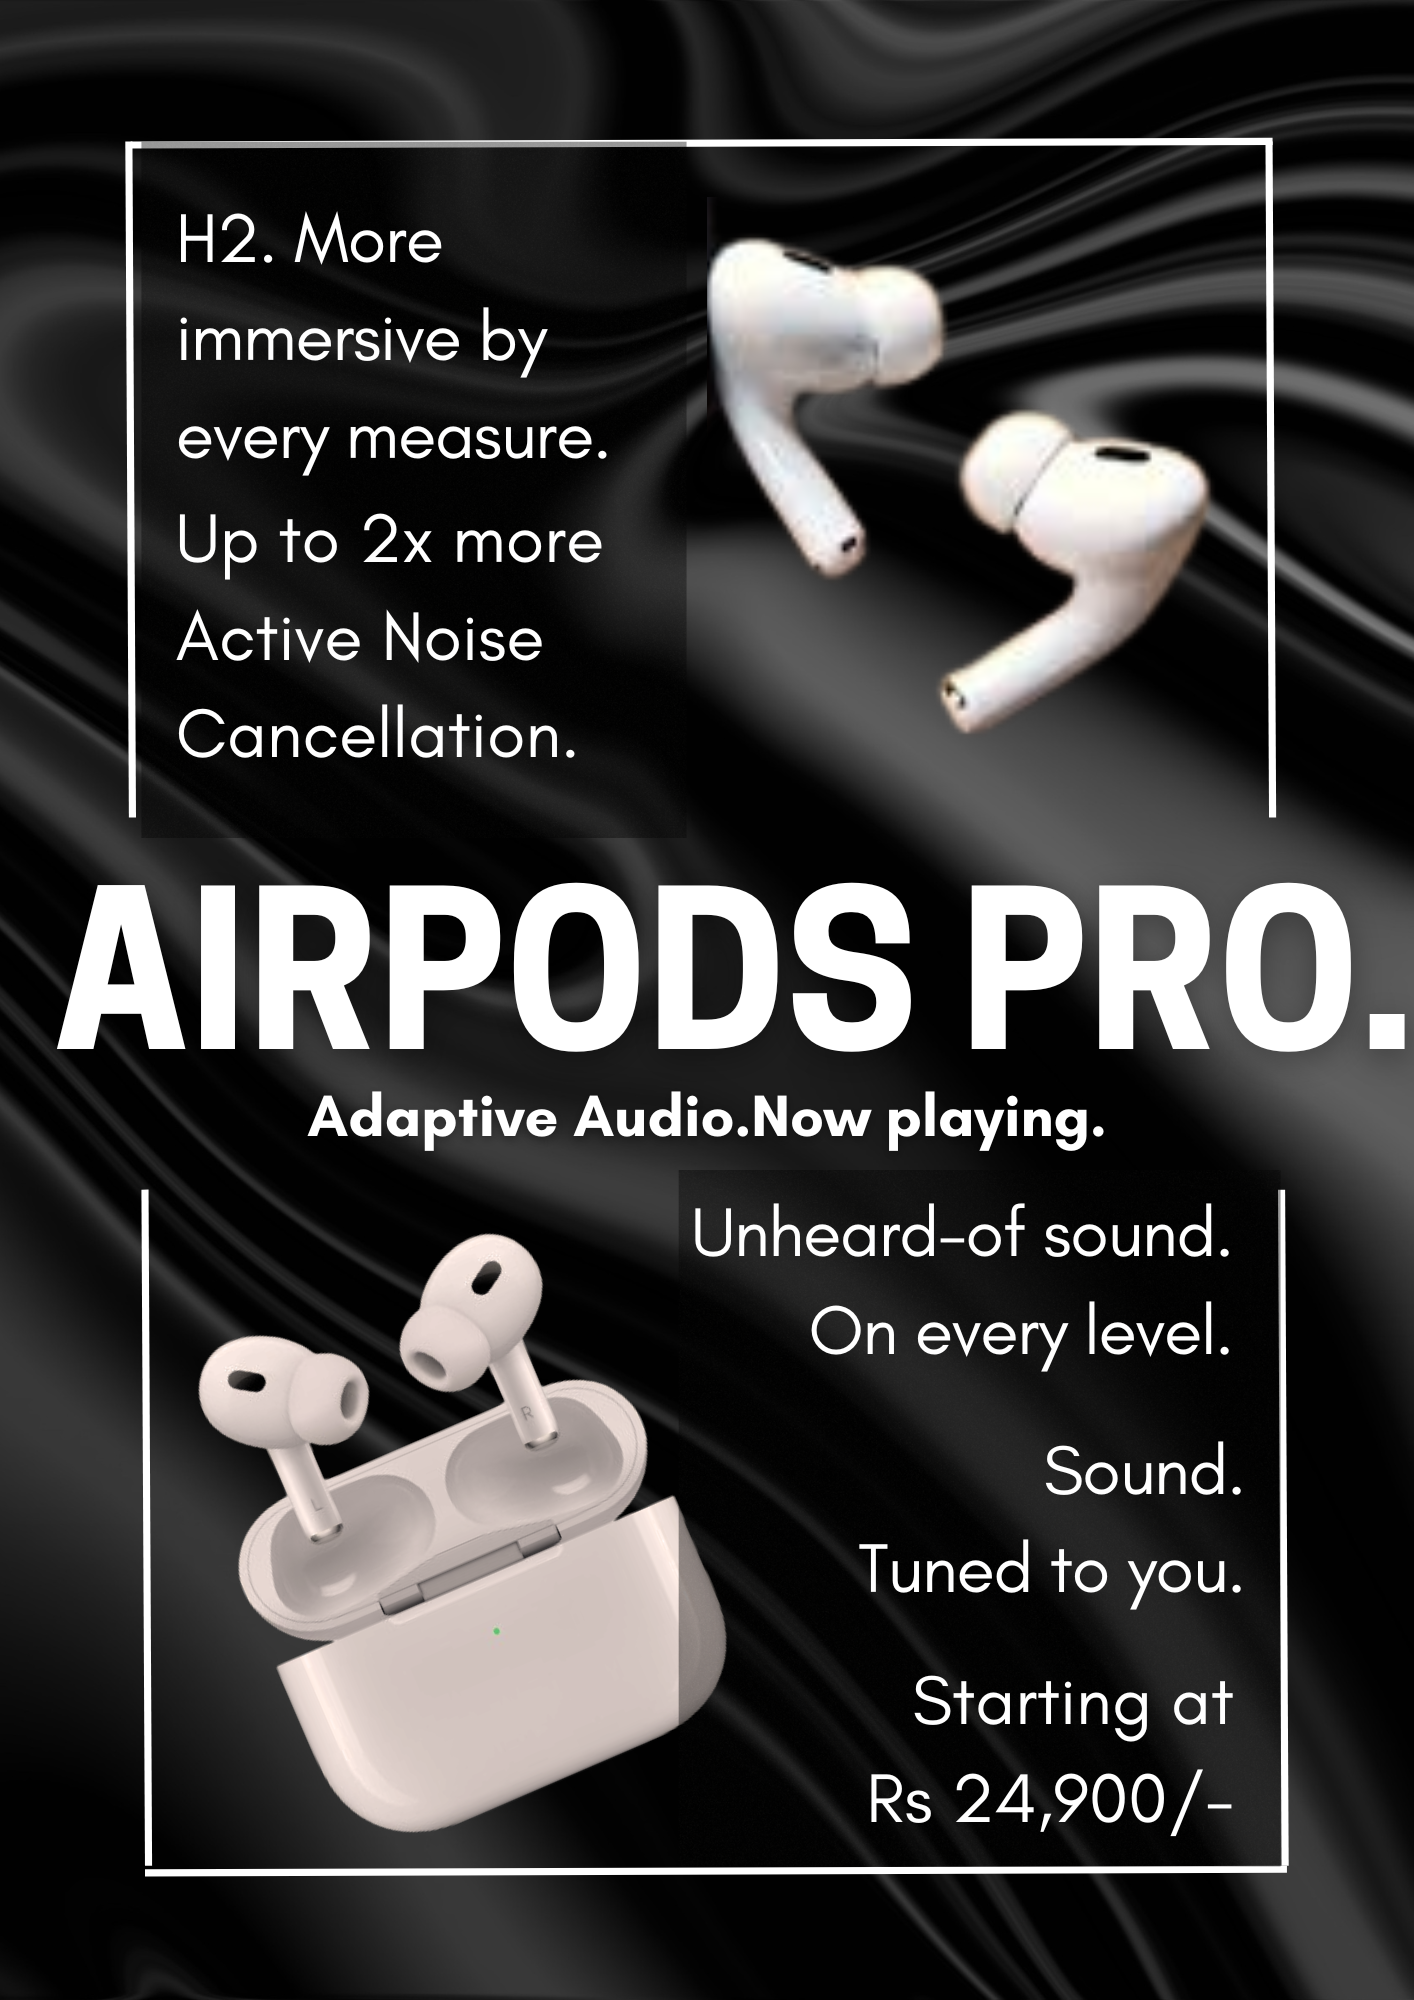 H2. More
immersive by
every measure.
Up to 2x more
Active Noise
Cancellation.
AIRPODS PRO.
Adaptive Audio.Now playing.
Unheard-of sound.
On every level.
Sound.
Tuned to you.
Starting at
Rs 24,900/-
R
L